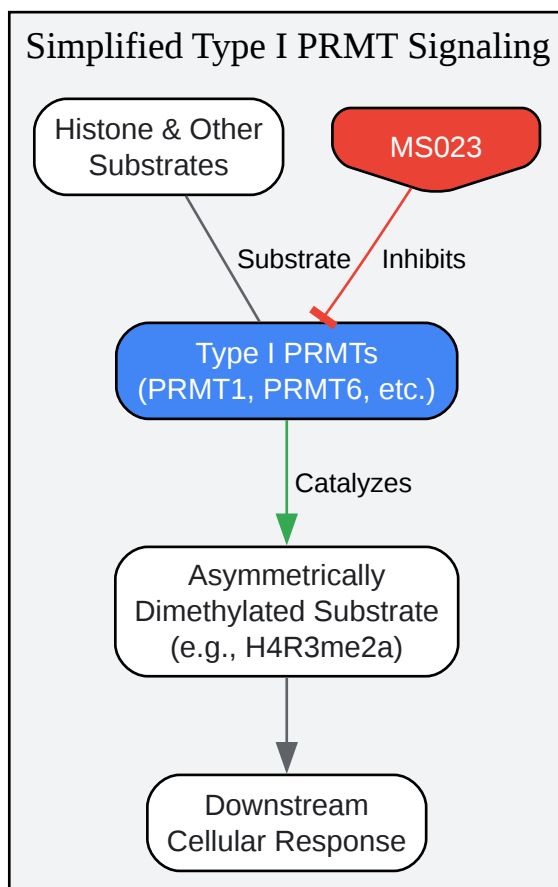 Simplified Type I PRMT Signaling
Histone & Other
Substrates
MS023
Substrate
Inhibits
Type I PRMTs
(PRMT1, PRMT6, etc.)
Catalyzes
Asymmetrically
Dimethylated Substrate
(e.g., H4R3me2a)
Downstream
Cellular Response